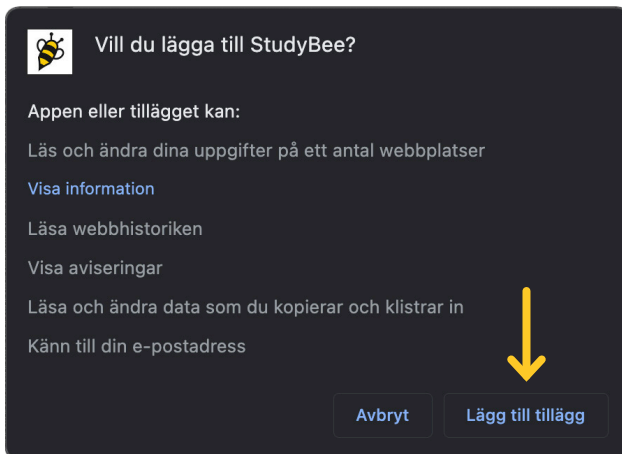 Vill du lägga till StudyBee?
Appen eller tillägget kan:
Läs och ändra dina uppgifter på ett antal webbplatser
Visa information
Läsa webbhistoriken
Visa aviseringar
Läsa och ändra data som du kopierar och klistrar in
Känn till din e-postadress
Avbryt
Lägg till tillägg